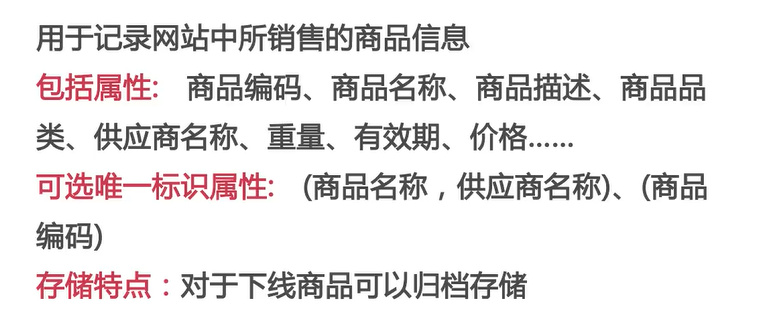 用于记录网站中所销售的商品信息
包括属性:  商品编码、商品名称、商品描述、商品品
类、供应商名称、重量、有效期、价格......
可选唯一标识属性:  (商品名称，供应商名称)、(商品
编码)
存储特点：对于下线商品可以归档存储